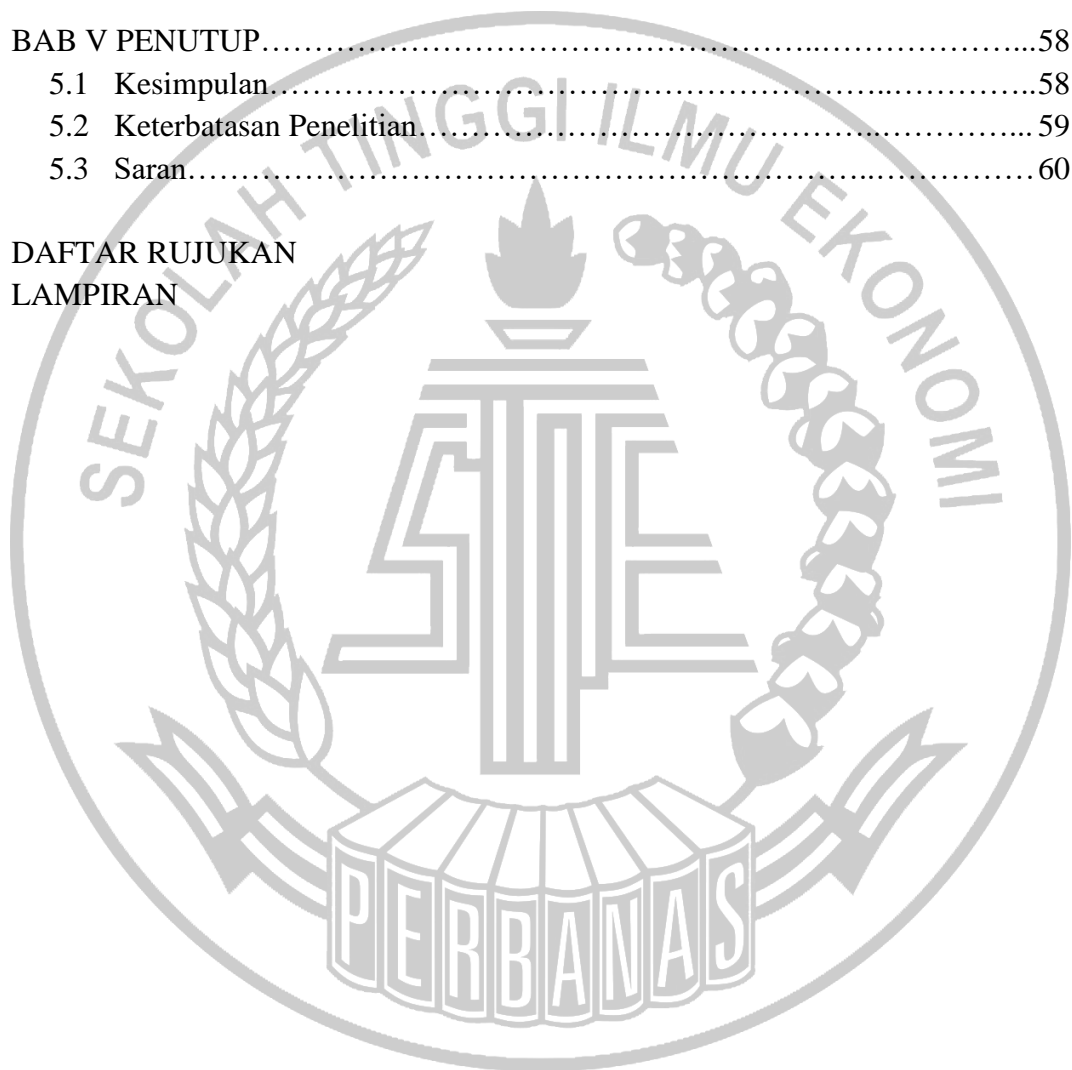 BAB V PENUTUP……………………………………………………..………………...58
5.1 Kesimpulan……………………………………………………………..…………..58
5.2 Keterbatasan Penelitian……………………………………………..…………...59
5.3 Saran…………………………………………………………………..……………60
DAFTAR RUJUKAN
LAMPIRAN
SEKOLAH TINGGI ILMU EKONOMI
STIE
PERBANAS